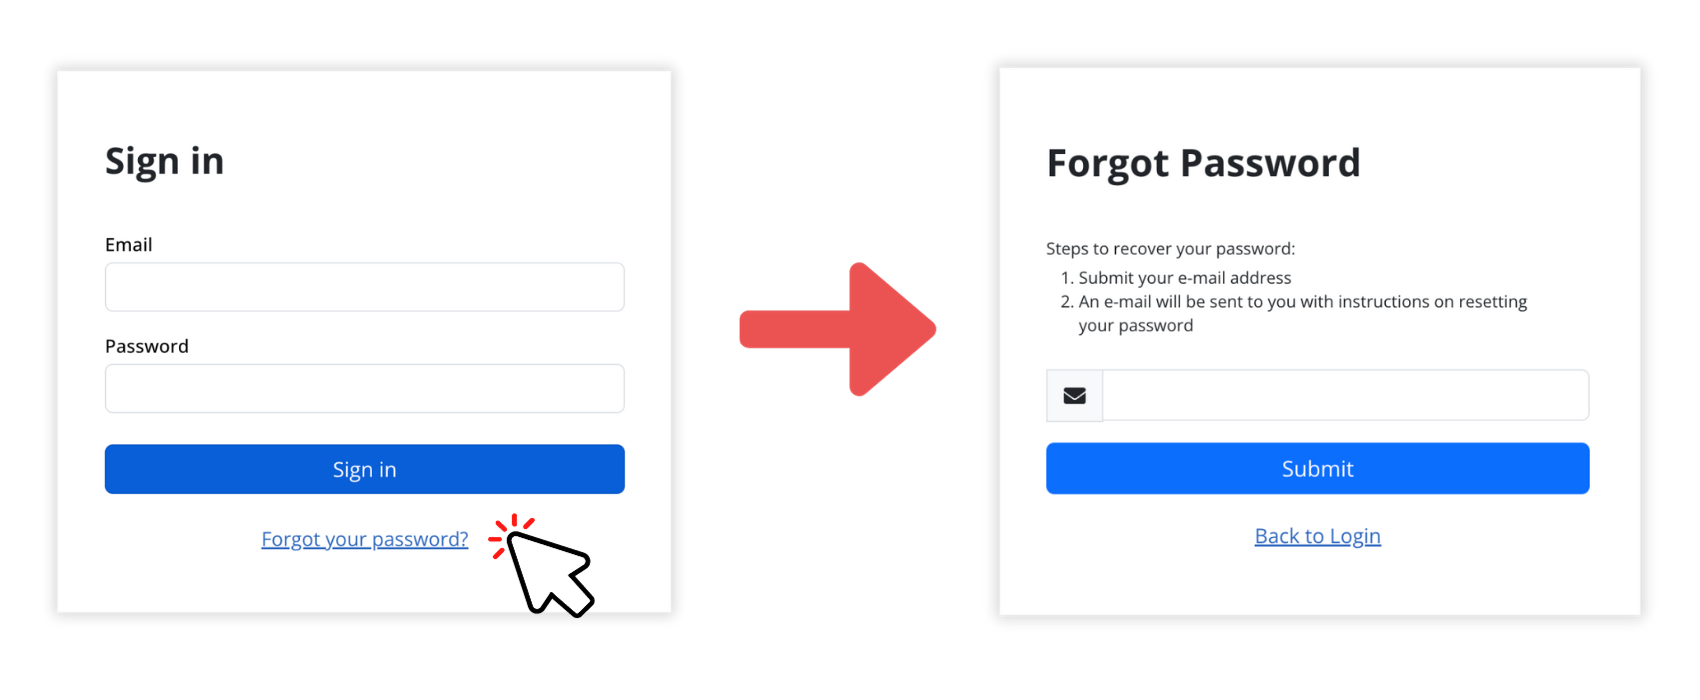 Sign in
Email
Password
Sign in
Forgot your password?
Forgot Password
Steps to recover your password:
1. Submit your e-mail address
2. An e-mail will be sent to you with instructions on resetting
your password
Submit
Back to Login